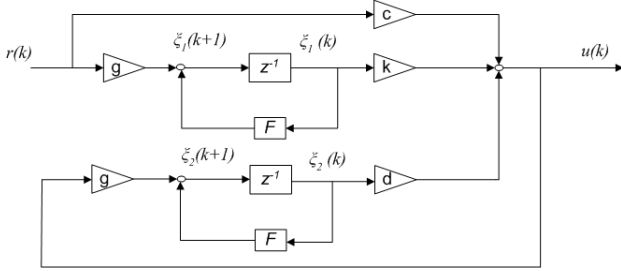 c
ξ₁(k+1)
ξ₁ (k)
r(k)
u(k)
g
z⁻¹
k
F
ξ₂(k+1)
ξ₂ (k)
g
z⁻¹
d
F